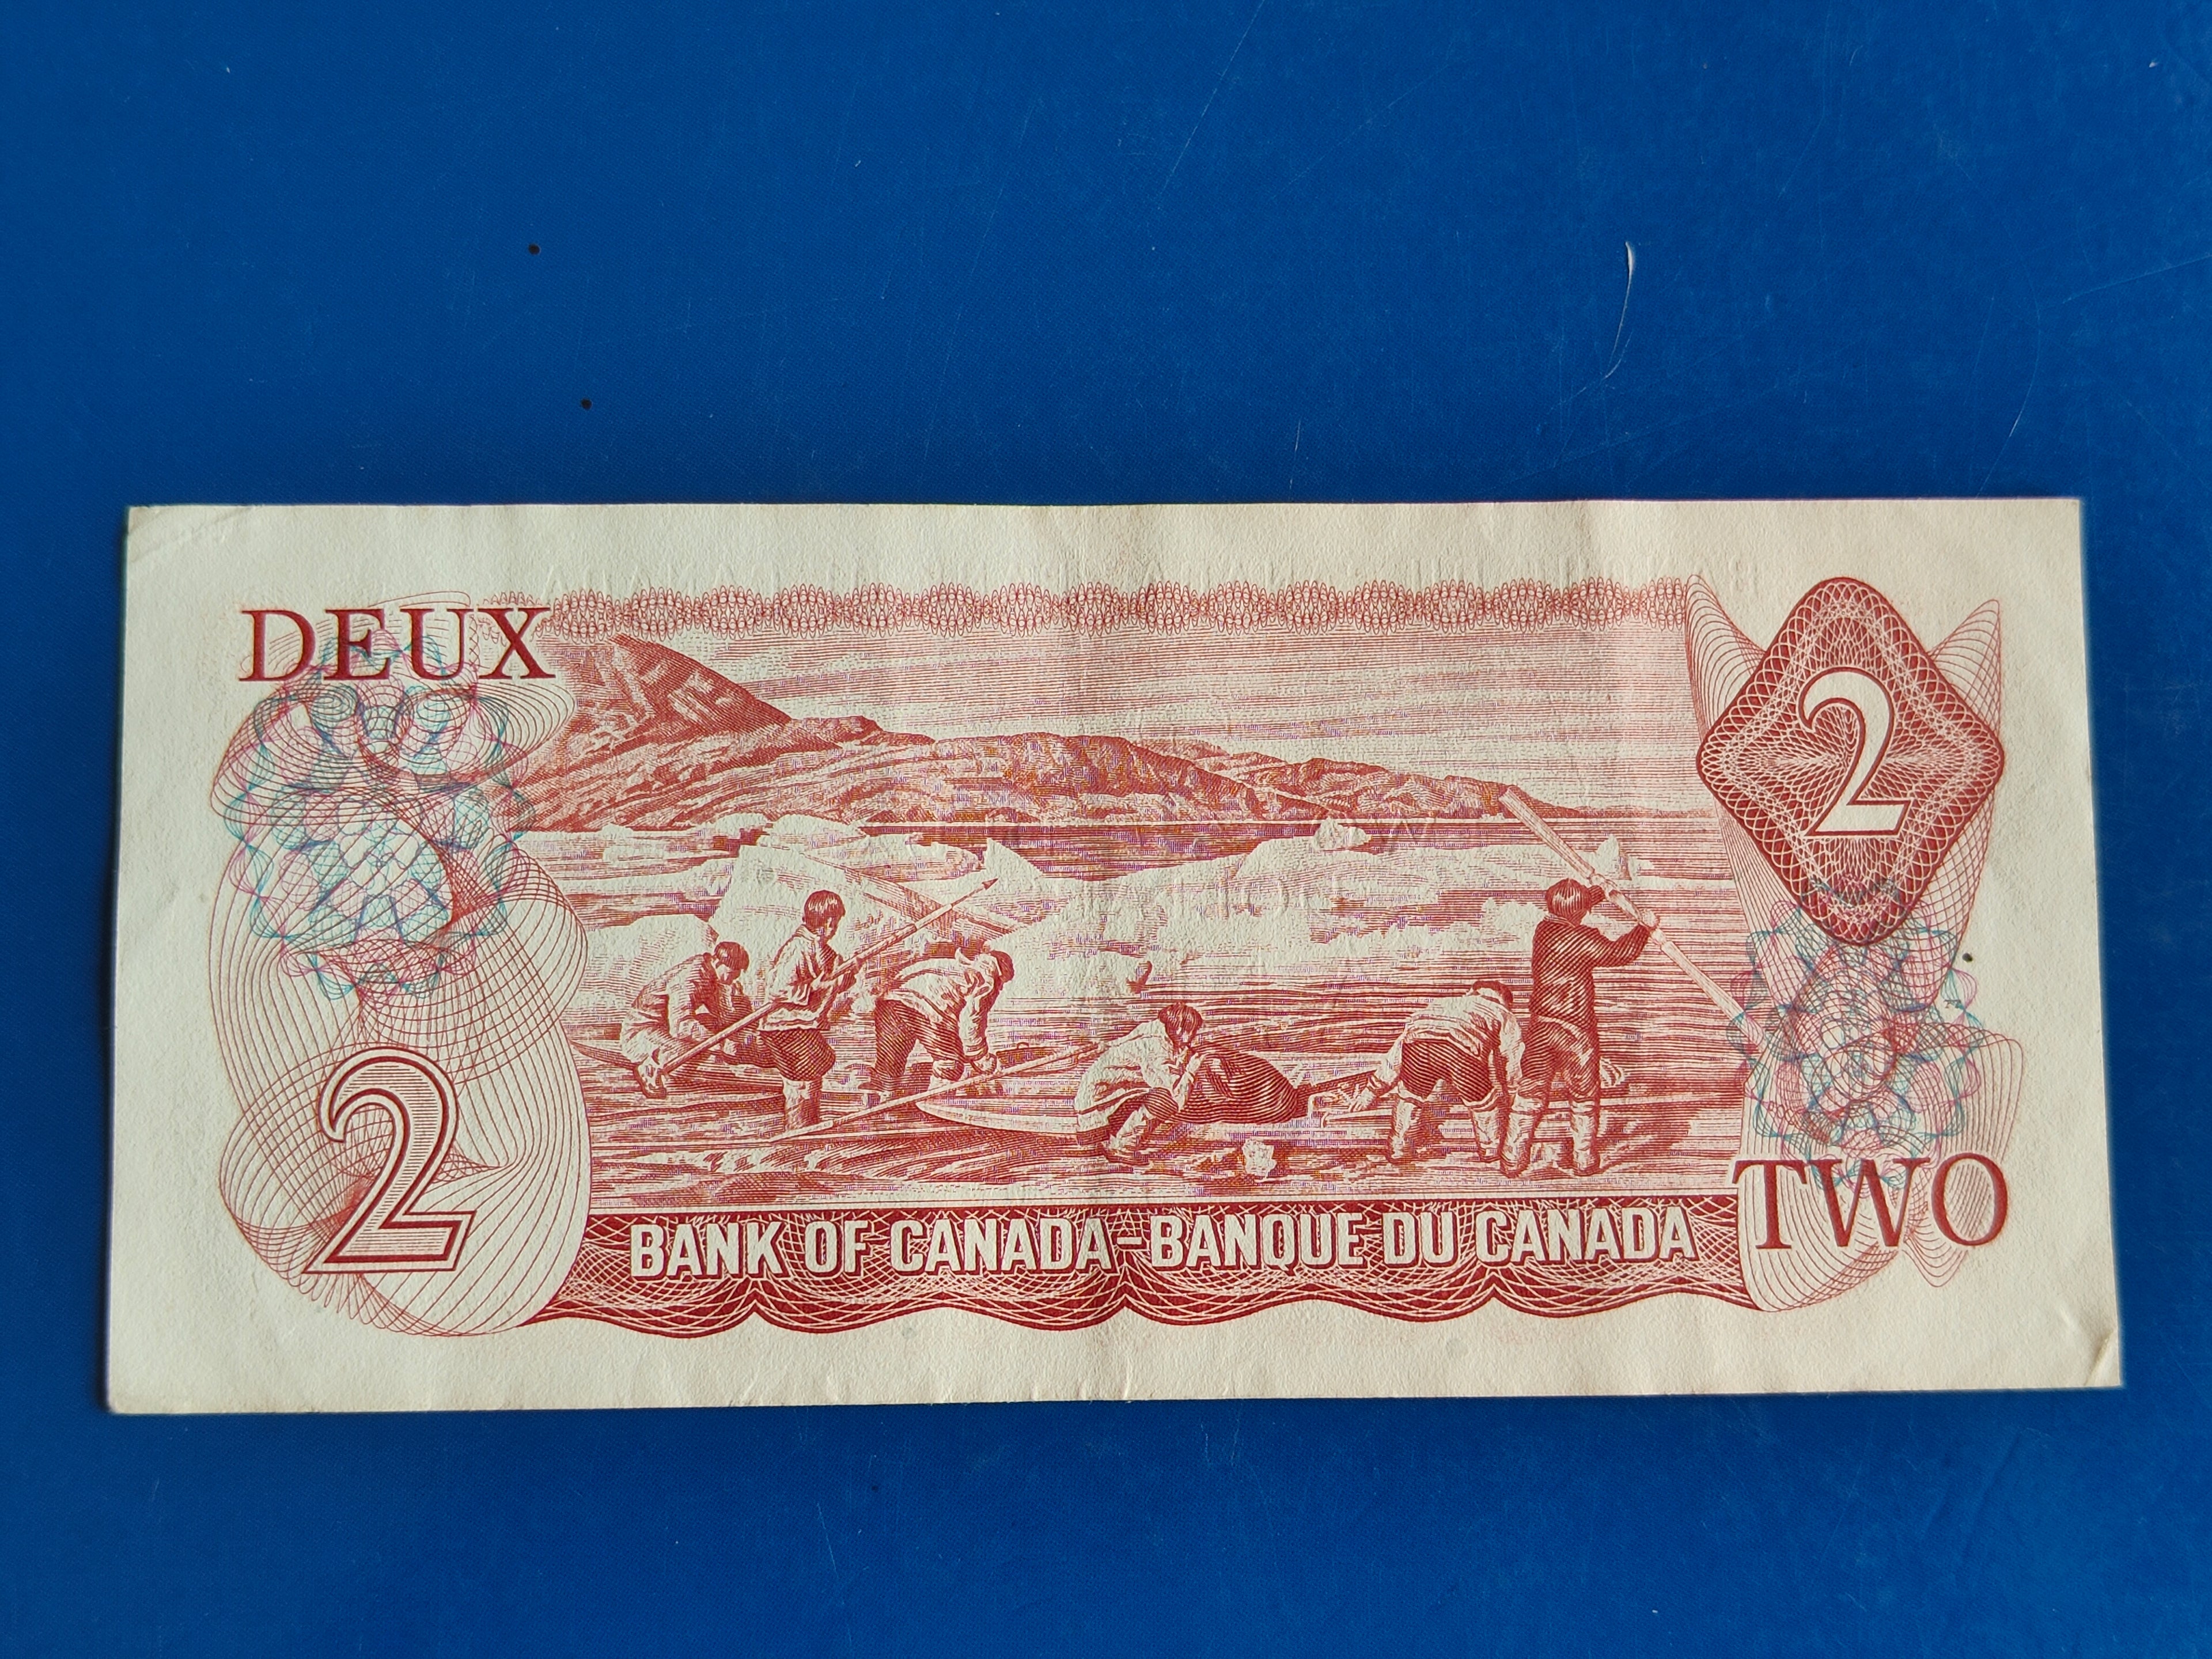 DEUX
2
2
BANK OF CANADA-BANQUE DU CANADA
TWO